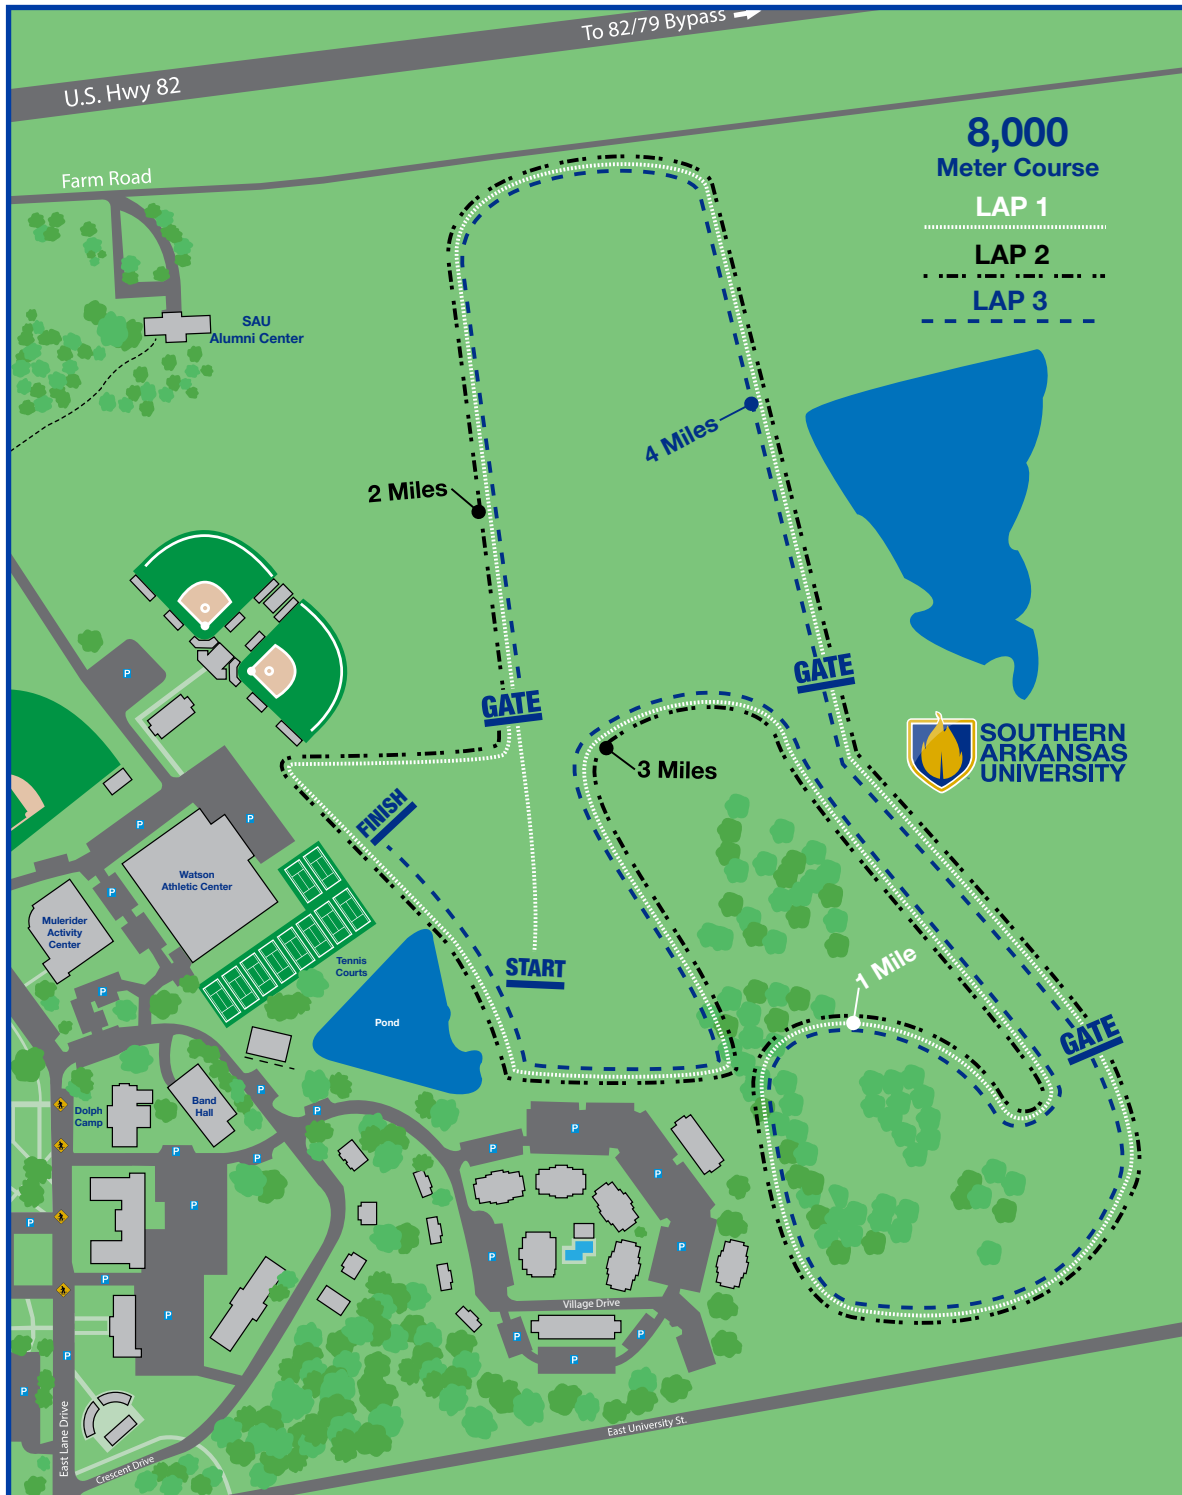 To 82/79 Bypass
U.S. Hwy 82
8,000
Meter Course
Farm Road
LAP 1
LAP 2
LAP 3
SAU
Alumni Center
4 Miles
2 Miles
P
GATE
GATE
SOUTHERN
ARKANSAS
UNIVERSITY
3 Miles
FINISH
P
P
Watson
Athletic Center
P
Mulerider
Activity
Center
START
Tennis
Courts
1 Mile
P
Pond
GATE
P
Band
Hall
Dolph
Camp
P
P
P
P
P
P
P
P
P
P
P
P
Village Drive
P
P
P
P
P
P
East University St.
East Lane Drive
Crescent Drive